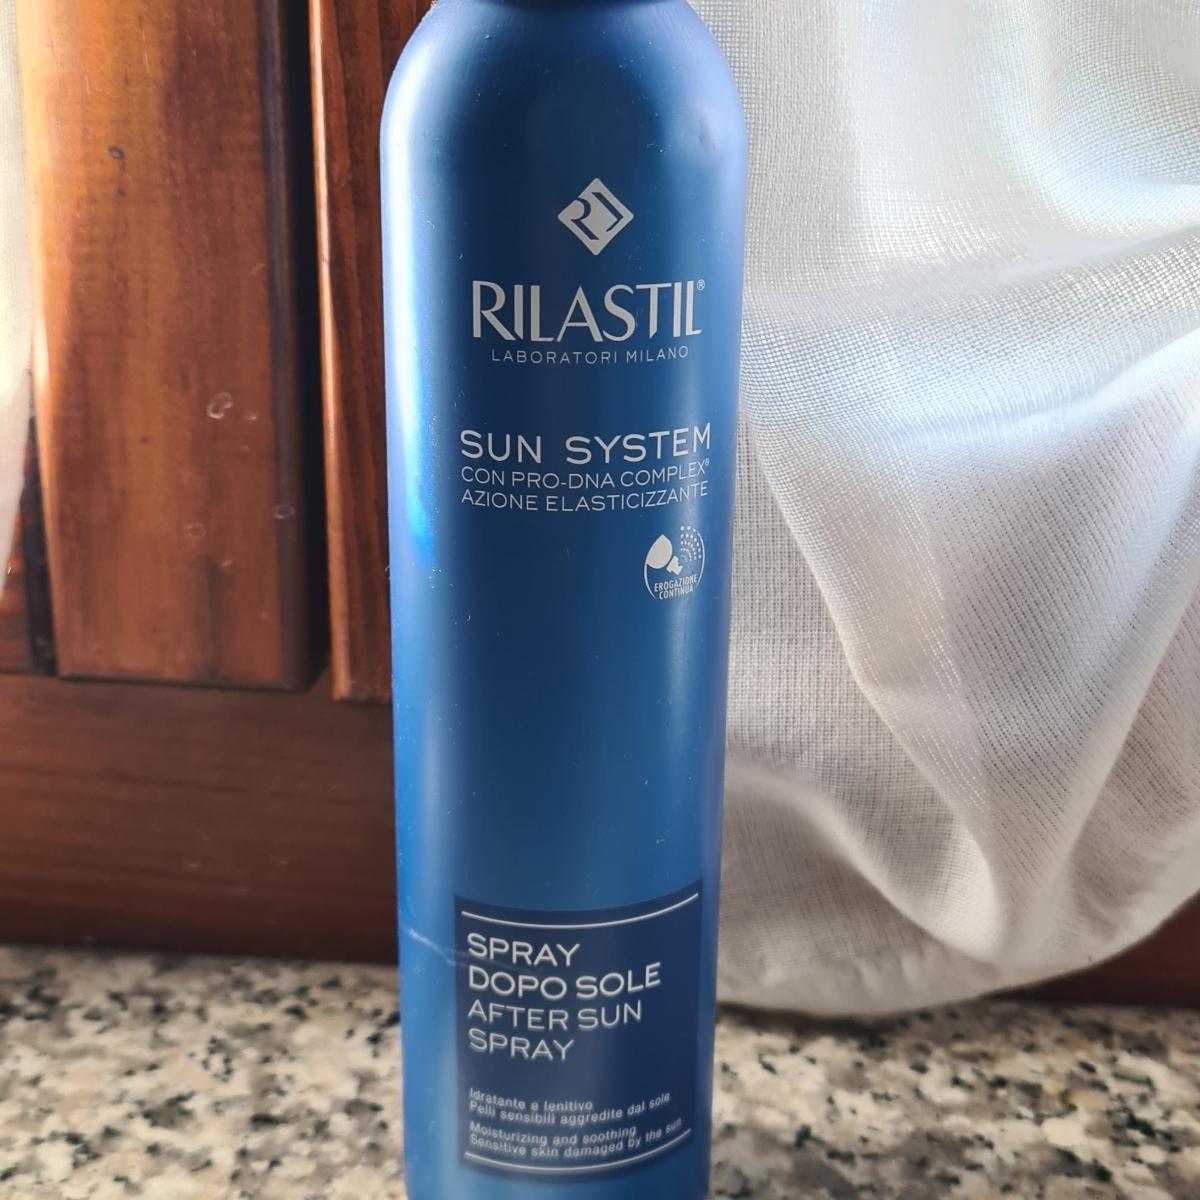 RILASTIL®
LABORATORI MILANO
SUN SYSTEM
CON PRO-DNA COMPLEX®
AZIONE ELASTICIZZANTE
EROGAZIONE
CONTINUA
SPRAY
DOPO SOLE
AFTER SUN
SPRAY
Idratante e lenitivo
Pelli sensibili aggredite dal sole
Moisturizing and soothing
Sensitive skin damaged by the sun